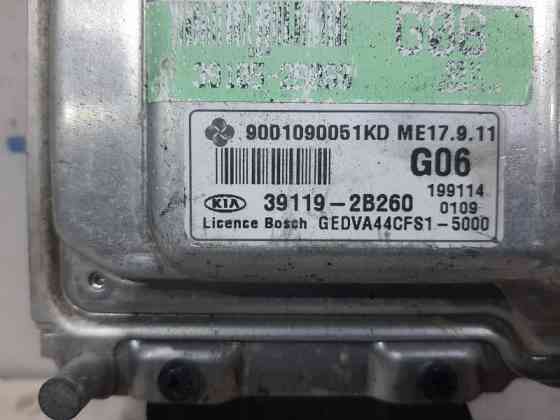 G06
9001090051KD ME17.9.11
G06
199114
KIA 39119-2B260 0109
Licence Bosch GEDVA44CFS1-5000